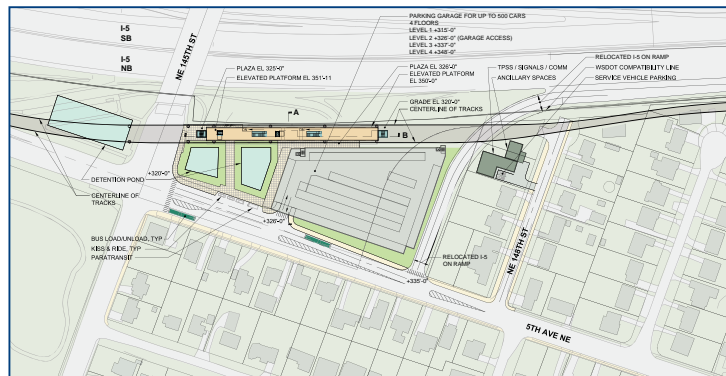 I-5
SB
I-5
NB
NE 145TH ST
PARKING GARAGE FOR UP TO 500 CARS
4 FLOORS
LEVEL 1 +315'-0"
LEVEL 2 +326'-0" (GARAGE ACCESS)
LEVEL 3 +337'-0"
LEVEL 4 +348'-0"
PLAZA EL 325'-0"
ELEVATED PLATFORM EL 351'-11
PLAZA EL 326'-0"
ELEVATED PLATFORM
EL 350'-0"
GRADE EL 320'-0"
CENTERLINE OF TRACKS
TPSS / SIGNALS / COMM
ANCILLARY SPACES
RELOCATED I-5 ON RAMP
WSDOT COMPATIBILITY LINE
SERVICE VEHICLE PARKING
A
B
DETENTION POND
+320'-0"
CENTERLINE OF
TRACKS
+326'-0"
BUS LOAD/UNLOAD, TYP
KISS & RIDE, TYP
PARATRANSIT
RELOCATED I-5
ON RAMP
+335'-0"
NE 148TH ST
5TH AVE NE